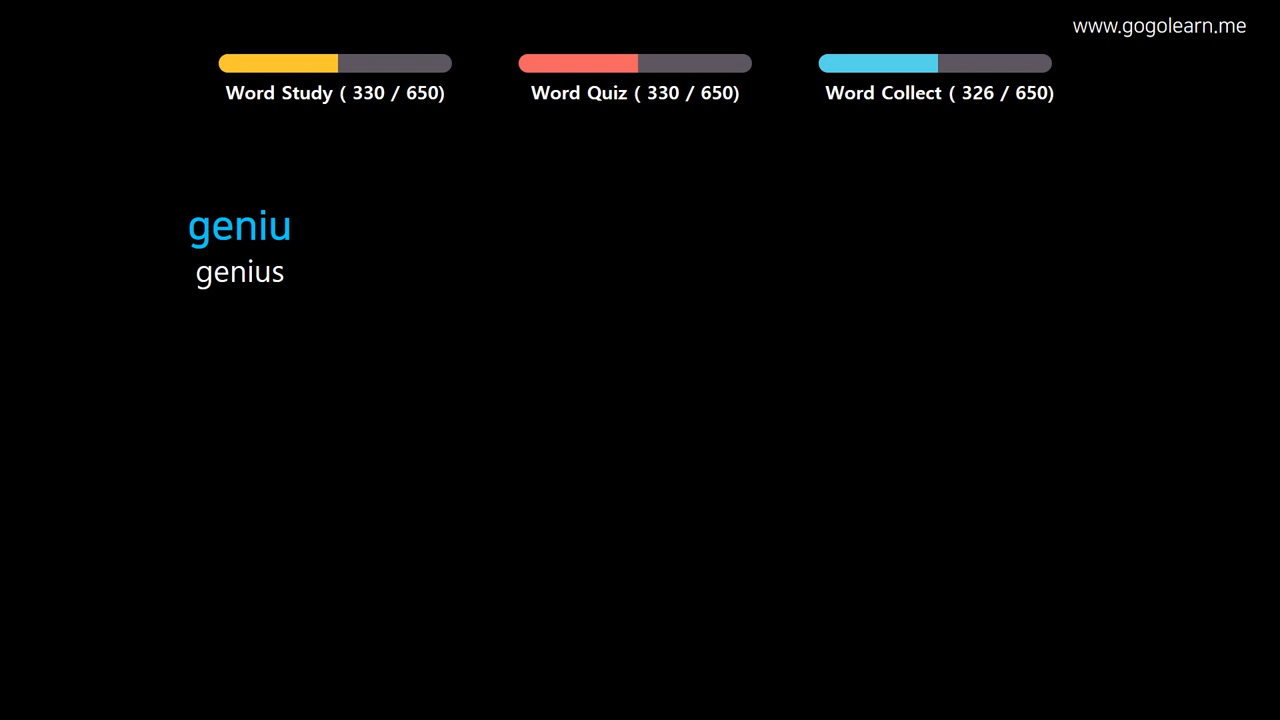 www.gogolearn.me
Word Study ( 330 / 650)
Word Quiz ( 330 / 650)
Word Collect ( 326 / 650)
geniu
genius